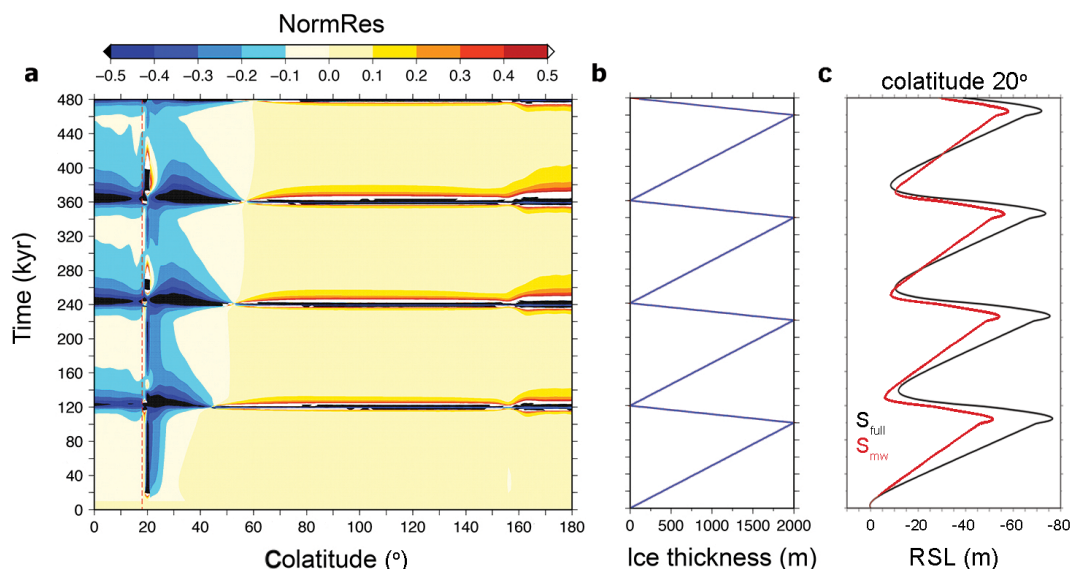 NormRes
−0.5 −0.4 −0.3 −0.2 −0.1 0.0 0.1 0.2 0.3 0.4 0.5
a
480
440
400
360
320
280
240
200
160
120
80
40
0
Time (kyr)
0 20 40 60 80 100 120 140 160 180
Colatitude (°)
b
0 500 1000 1500 2000
Ice thickness (m)
c
colatitude 20°
S full
S mw
0 -20 -40 -60 -80
RSL (m)